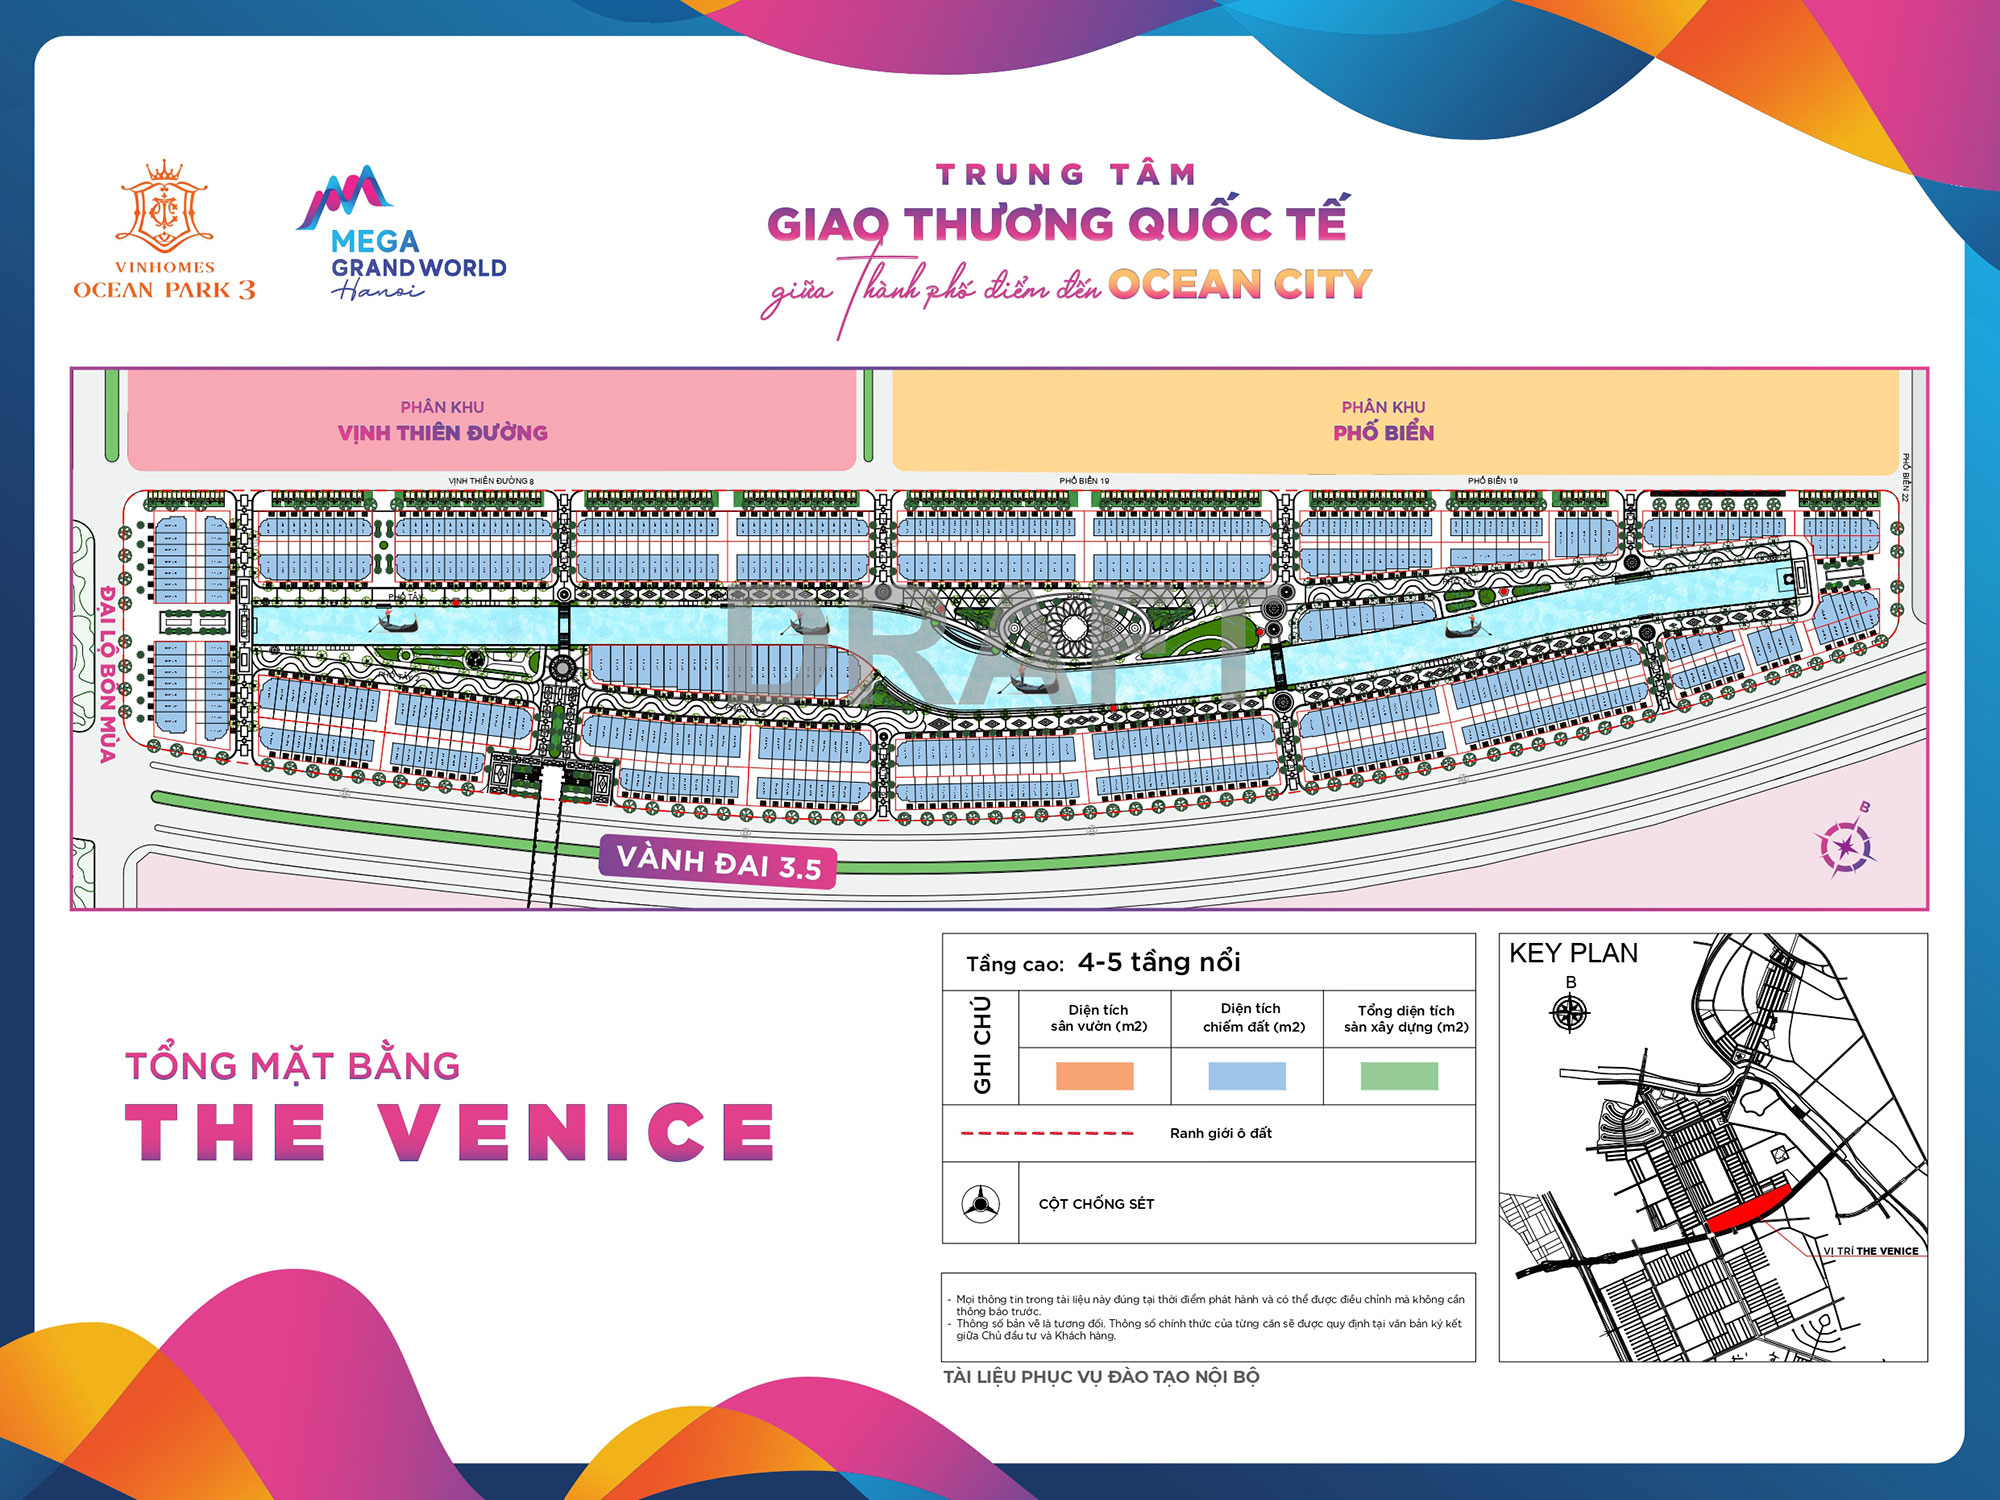 VINHOMES
OCEAN PARK 3
MEGA
GRAND WORLD
Hanoi
TRUNG TÂM
GIAO THƯƠNG QUỐC TẾ
giữa Thành phố điểm đến OCEAN CITY
PHÂN KHU
VỊNH THIÊN ĐƯỜNG
PHÂN KHU
PHỐ BIỂN
VỊNH THIÊN ĐƯỜNG 8
PHỐ BIỂN 19
PHỐ BIỂN 19
PHỐ BIỂN 22
ĐẠI LỘ BỐN MÙA
DRAFT
VÀNH ĐAI 3.5
B
TỔNG MẶT BẰNG
THE VENICE
Tầng cao: 4-5 tầng nổi
GHI CHÚ
Diện tích
sân vườn (m2)
Diện tích
chiếm đất (m2)
Tổng diện tích
sàn xây dựng (m2)
Ranh giới ô đất
CỘT CHỐNG SÉT
- Mọi thông tin trong tài liệu này đúng tại thời điểm phát hành và có thể được điều chỉnh mà không cần
thông báo trước.
- Thông số bản vẽ là tương đối. Thông số chính thức của từng căn sẽ được quy định tại văn bản ký kết
giữa Chủ đầu tư và Khách hàng.
TÀI LIỆU PHỤC VỤ ĐÀO TẠO NỘI BỘ
KEY PLAN
B
VỊ TRÍ THE VENICE